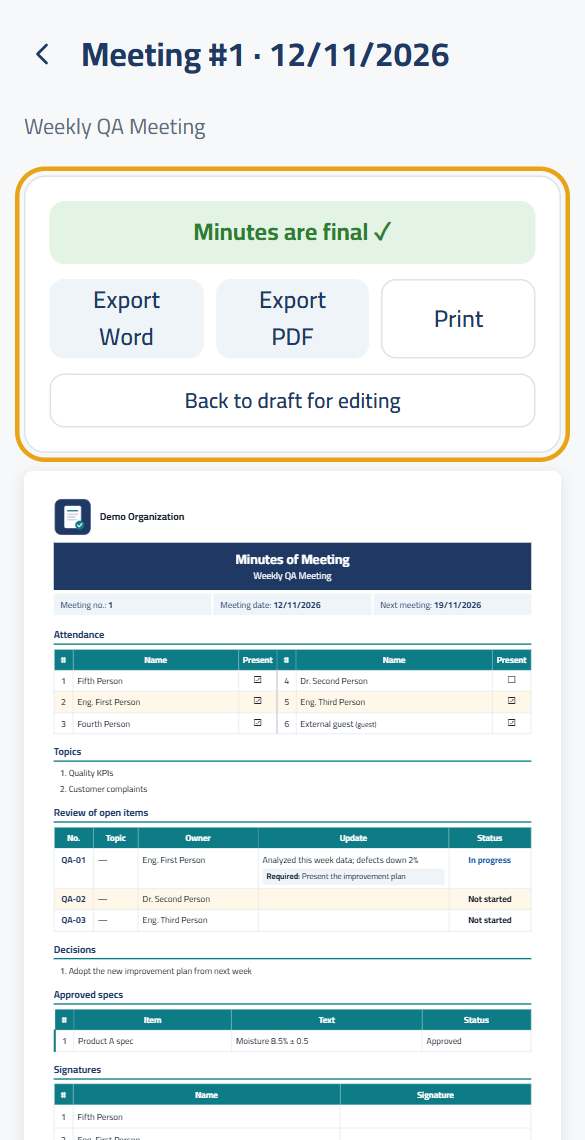 Meeting #1 · 12/11/2026
Weekly QA Meeting
Minutes are final ✓
Export Word
Export PDF
Print
Back to draft for editing
Demo Organization
Minutes of Meeting
Weekly QA Meeting
Meeting no.: 1 Meeting date: 12/11/2026 Next meeting: 19/11/2026
Attendance
# Name Present # Name Present
1 Fifth Person ☑ 4 Dr. Second Person ☐
2 Eng. First Person ☑ 5 Eng. Third Person ☑
3 Fourth Person ☑ 6 External guest (guest) ☑
Topics
1. Quality KPIs
2. Customer complaints
Review of open items
No. Topic Owner Update Status
QA-01 — Eng. First Person Analyzed this week data; defects down 2% In progress
Required: Present the improvement plan
QA-02 — Dr. Second Person Not started
QA-03 — Eng. Third Person Not started
Decisions
1. Adopt the new improvement plan from next week
Approved specs
# Item Text Status
1 Product A spec Moisture 8.5% ± 0.5 Approved
Signatures
# Name Signature
1 Fifth Person
2 Eng. First Person